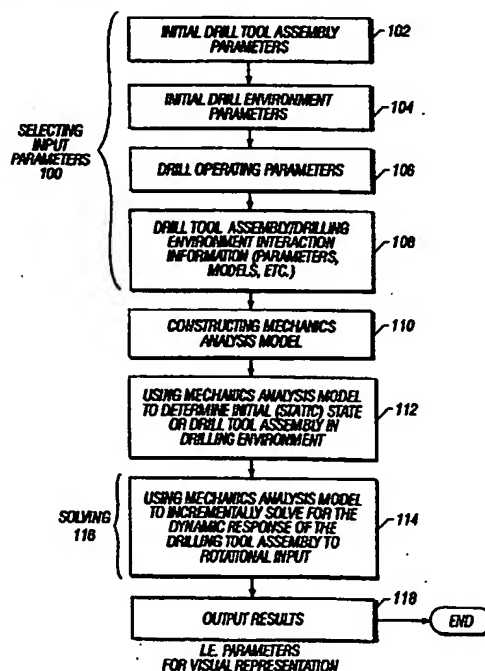 INITIAL DRILL TOOL ASSEMBLY
PARAMETERS
102
INITIAL DRILL ENVIRONMENT
PARAMETERS
104
SELECTING
INPUT
PARAMETERS
100
DRILL OPERATING PARAMETERS
106
DRILL TOOL ASSEMBLY/DRILLING
ENVIRONMENT INTERACTION
INFORMATION (PARAMETERS,
MODELS, ETC.)
108
CONSTRUCTING MECHANICS
ANALYSIS MODEL
110
USING MECHANICS ANALYSIS MODEL
TO DETERMINE INITIAL (STATIC) STATE
OR DRILL TOOL ASSEMBLY IN
DRILLING ENVIRONMENT
112
SOLVING
116
USING MECHANICS ANALYSIS MODEL
TO INCREMENTALLY SOLVE FOR THE
DYNAMIC RESPONSE OF THE
DRILLING TOOL ASSEMBLY TO
ROTATIONAL INPUT
114
OUTPUT RESULTS
118
END
I.E. PARAMETERS
FOR VISUAL REPRESENTATION